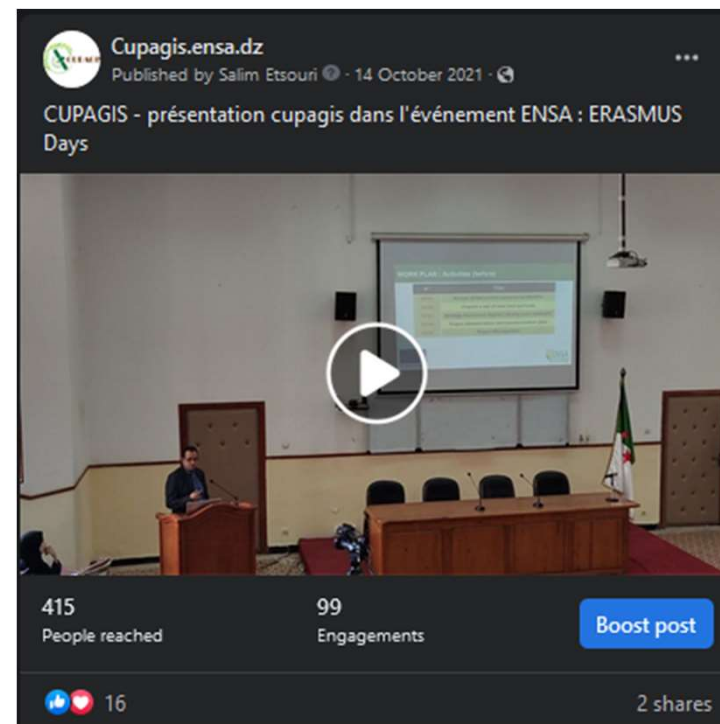 Cupagis.ensa.dz
Published by Salim Etsouri · 14 October 2021 ·
CUPAGIS - présentation cupagis dans l'événement ENSA : ERASMUS
Days
WORK PLAN : Activities (WP6)
415
99
Boost post
People reached
Engagements
16
2 shares